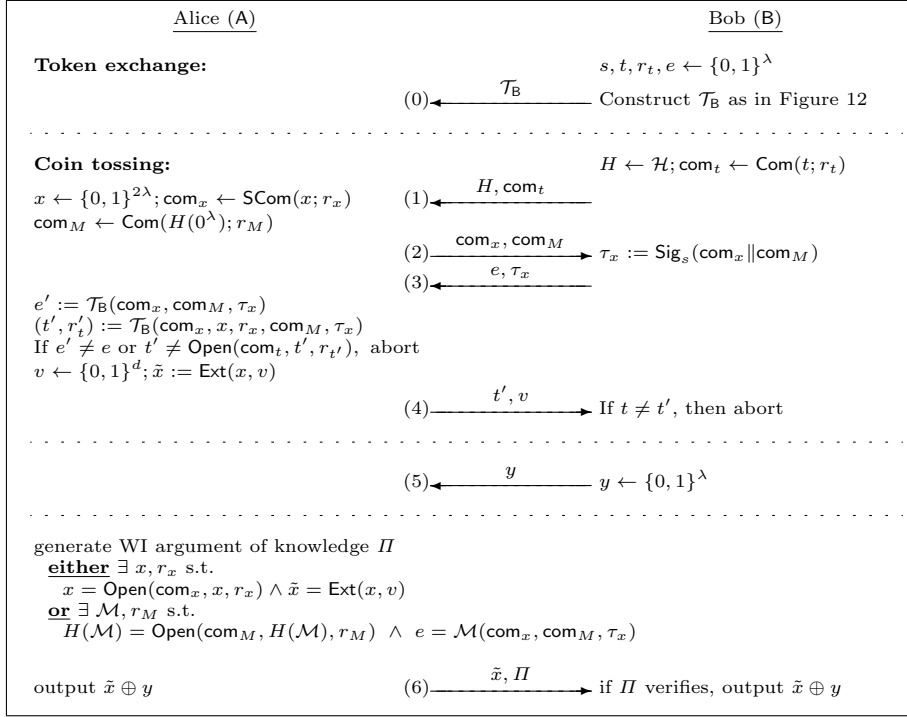 Alice (A) Bob (B)
Token exchange: s, t, r_t, e ← {0, 1}^λ
(0) 𝒯_B Construct 𝒯_B as in Figure 12
Coin tossing: H ← ℋ; com_t ← Com(t; r_t)
x ← {0, 1}^{2λ}; com_x ← SCom(x; r_x) (1) H, com_t
com_M ← Com(H(0^λ); r_M)
(2) com_x, com_M τ_x := Sig_s(com_x‖com_M)
(3) e, τ_x
e′ := 𝒯_B(com_x, com_M, τ_x)
(t′, r′_t) := 𝒯_B(com_x, x, r_x, com_M, τ_x)
If e′ ≠ e or t′ ≠ Open(com_t, t′, r_{t′}), abort
v ← {0, 1}^d; x̃ := Ext(x, v)
(4) t′, v If t ≠ t′, then abort
(5) y y ← {0, 1}^λ
generate WI argument of knowledge Π
either ∃ x, r_x s.t.
x = Open(com_x, x, r_x) ∧ x̃ = Ext(x, v)
or ∃ ℳ, r_M s.t.
H(ℳ) = Open(com_M, H(ℳ), r_M) ∧ e = ℳ(com_x, com_M, τ_x)
output x̃ ⊕ y (6) x̃, Π if Π verifies, output x̃ ⊕ y